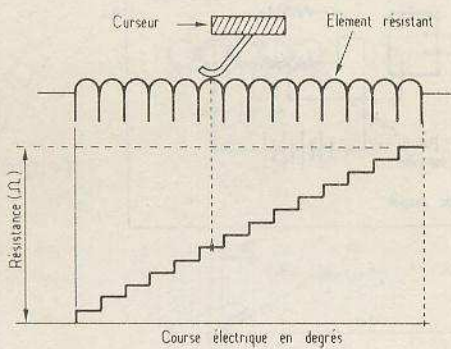 Curseur
Elément résistant
Résistance (Ω)
Course électrique en degrés